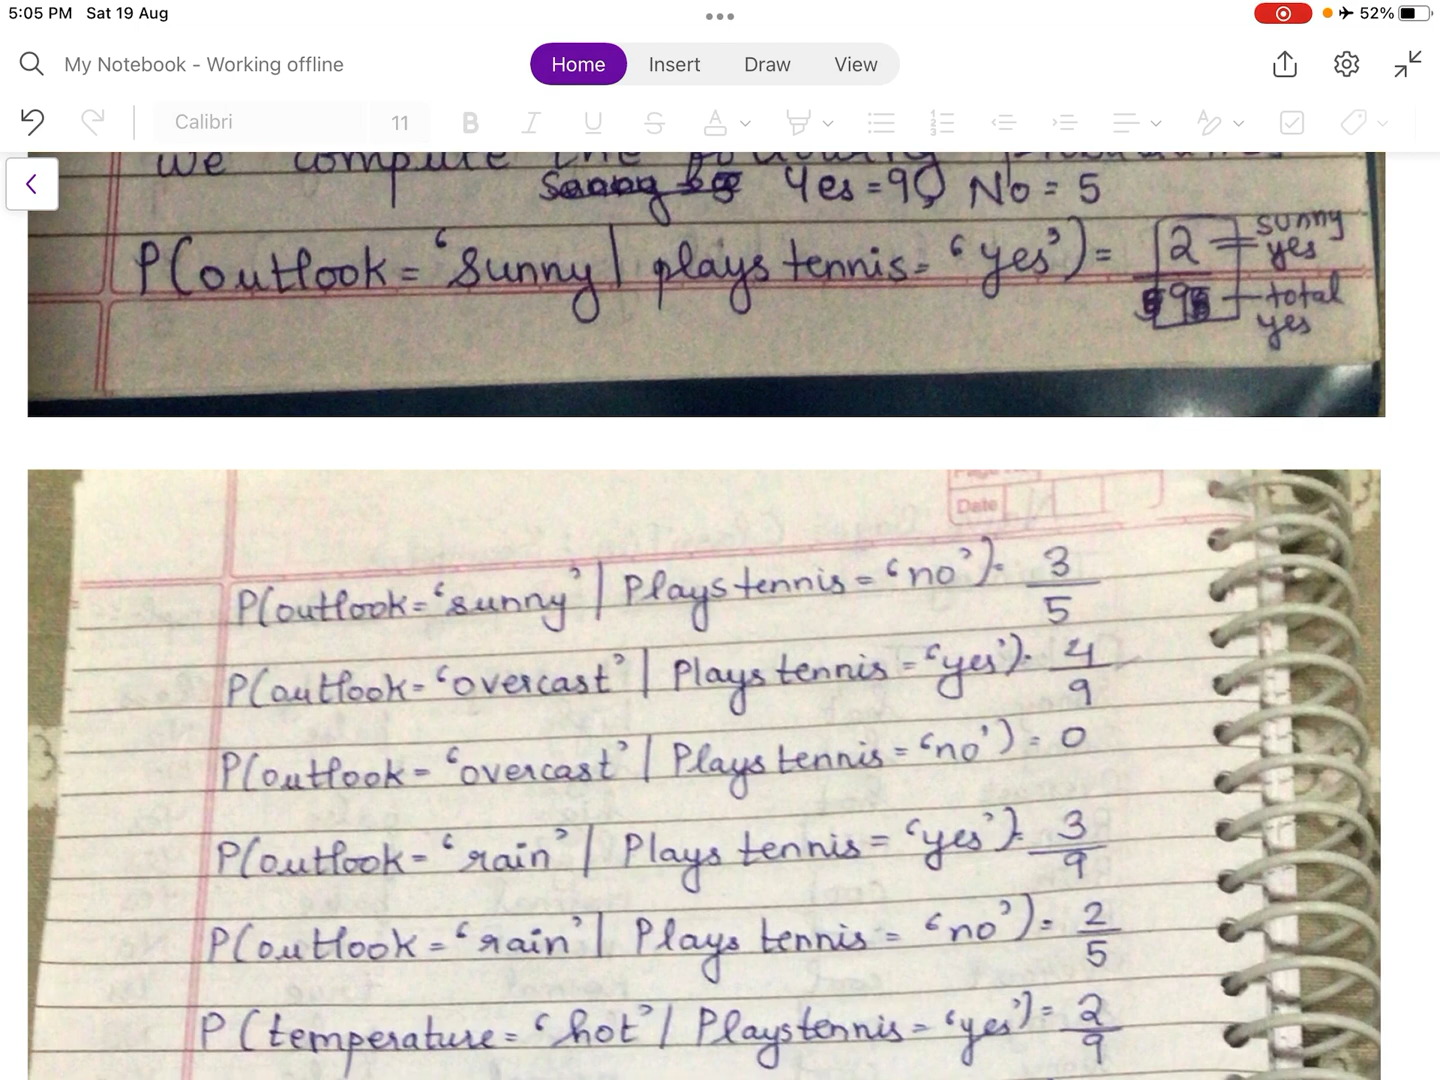 5:05 PM Sat 19 Aug
52%
My Notebook - Working offline
Home Insert Draw View
Calibri 11 B I U S A
we compute the following
Yes = 9, No = 5
P(outlook = 'sunny | plays tennis = 'yes') = 2 sunny yes
9 total yes
Date
P(outlook = 'sunny' | Plays tennis = 'no') = 3/5
P(outlook = 'overcast' | Plays tennis = 'yes') = 4/9
P(outlook = 'overcast' | Plays tennis = 'no') = 0
P(outlook = 'rain' | Plays tennis = 'yes') = 3/9
P(outlook = 'rain' | Plays tennis = 'no') = 2/5
P(temperature = 'hot' | Plays tennis = 'yes') = 2/9